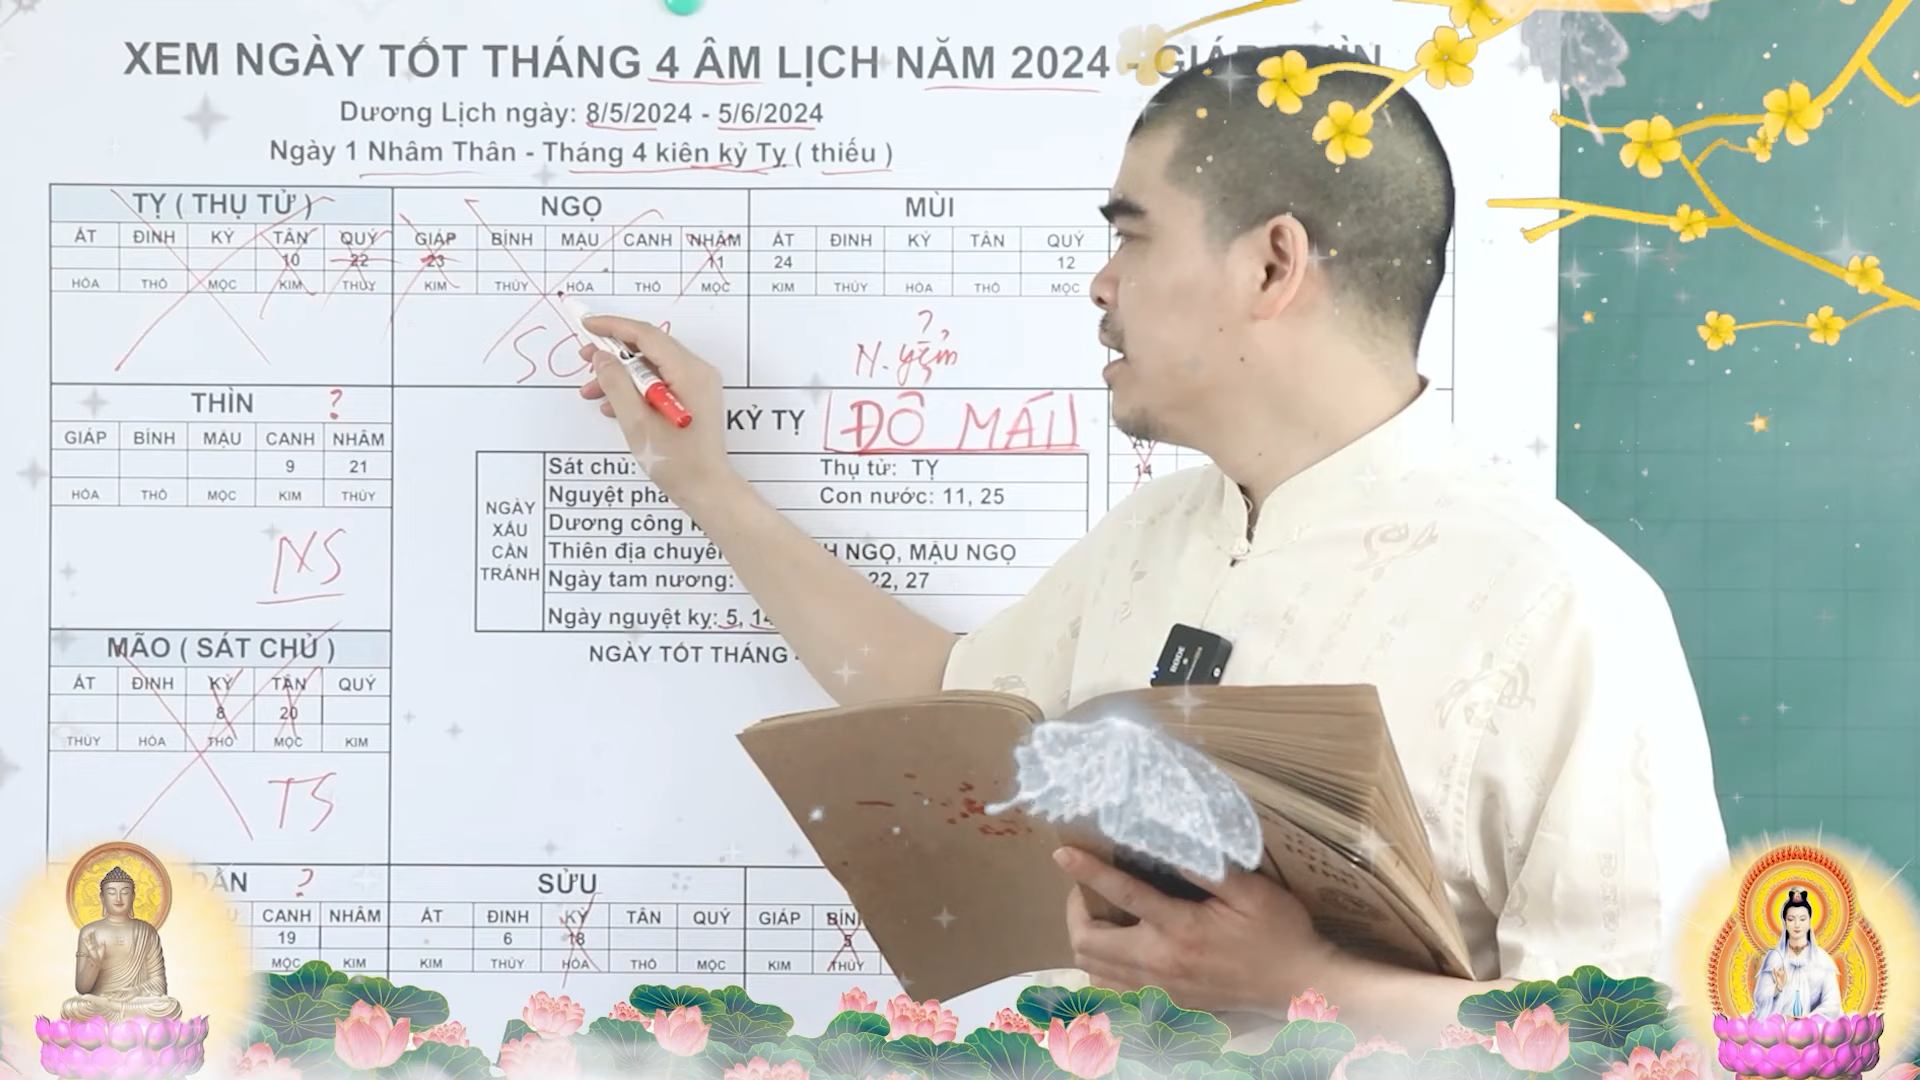 XEM NGÀY TỐT THÁNG 4 ÂM LỊCH NĂM 2024 -
Dương Lịch ngày: 8/5/2024 - 5/6/2024
Ngày 1 Nhâm Thân - Tháng 4 kiên kỷ Tỵ ( thiếu )
TỴ ( THỤ TỬ )
ẤT ĐINH KỶ TÂN QUÝ
10 22
HỎA THỔ MỘC KIM THỦY
NGỌ
GIÁP BÍNH MẬU CANH NHÂM
23 11
KIM THỦY HỎA THỔ MỘC
MÙI
ẤT ĐINH KỶ TÂN QUÝ
24 12
KIM THỦY HỎA THỔ MỘC
?
THÌN ?
GIÁP BÍNH MẬU CANH NHÂM
9 21
HỎA THỔ MỘC KIM THỦY
NS
KỶ TỴ ĐỔ MÁI
14
NGÀY XẤU CẦN TRÁNH
Sát chủ: Thụ tử: TỴ
Con nước: 11, 25
Dương công
NGỌ, MẬU NGỌ
Ngày tam nương: 22, 27
Ngày nguyệt kỵ: 5, 14
NGÀY TỐT THÁNG
MÃO ( SÁT CHỦ )
ẤT ĐINH KỶ TÂN QUÝ
8 20
THỦY HỎA THỔ MỘC KIM
TS
DẦN ?
CANH NHÂM
19
MỘC KIM
SỬU
ẤT ĐINH KỶ TÂN QUÝ
6 18
KIM THỦY HỎA THỔ MỘC
GIÁP
5
KIM THỦY
RODE